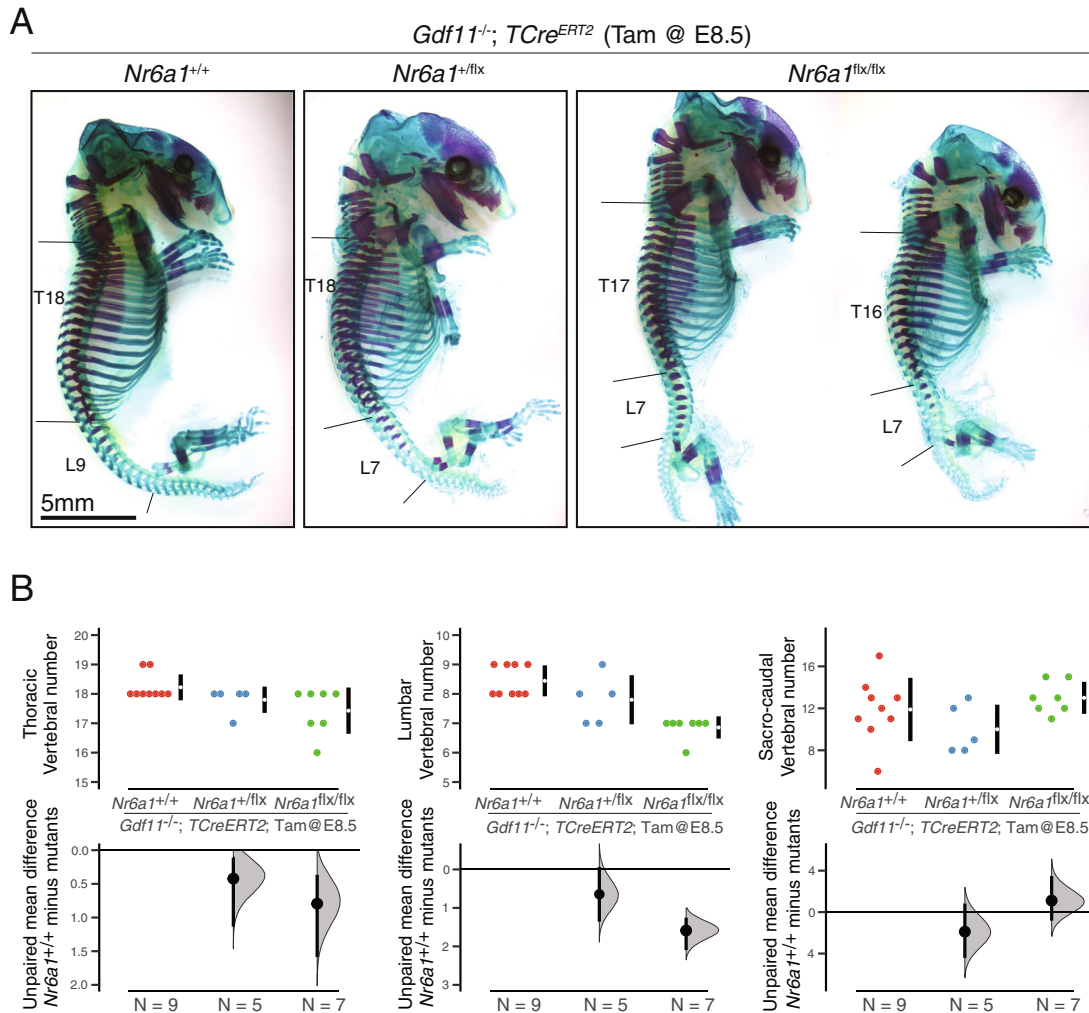 A
Gdf11-/-; TCreERT2 (Tam @ E8.5)
Nr6a1+/+
Nr6a1+/flx
Nr6a1flx/flx
T18
L9
5mm
T18
L7
T17
L7
T16
L7
B
Thoracic
Vertebral number
20
19
18
17
16
15
Nr6a1+/+ Nr6a1+/flx Nr6a1flx/flx
Gdf11-/-; TCreERT2; Tam@E8.5
Unpaired mean difference
Nr6a1+/+ minus mutants
0.0
0.5
1.0
1.5
2.0
N = 9 N = 5 N = 7
Lumbar
Vertebral number
10
9
8
7
6
5
Nr6a1+/+ Nr6a1+/flx Nr6a1flx/flx
Gdf11-/-; TCreERT2; Tam@E8.5
Unpaired mean difference
Nr6a1+/+ minus mutants
0
1
2
3
N = 9 N = 5 N = 7
Sacro-caudal
Vertebral number
16
12
8
Nr6a1+/+ Nr6a1+/flx Nr6a1flx/flx
Gdf11-/-; TCreERT2; Tam@E8.5
Unpaired mean difference
Nr6a1+/+ minus mutants
4
0
4
N = 9 N = 5 N = 7